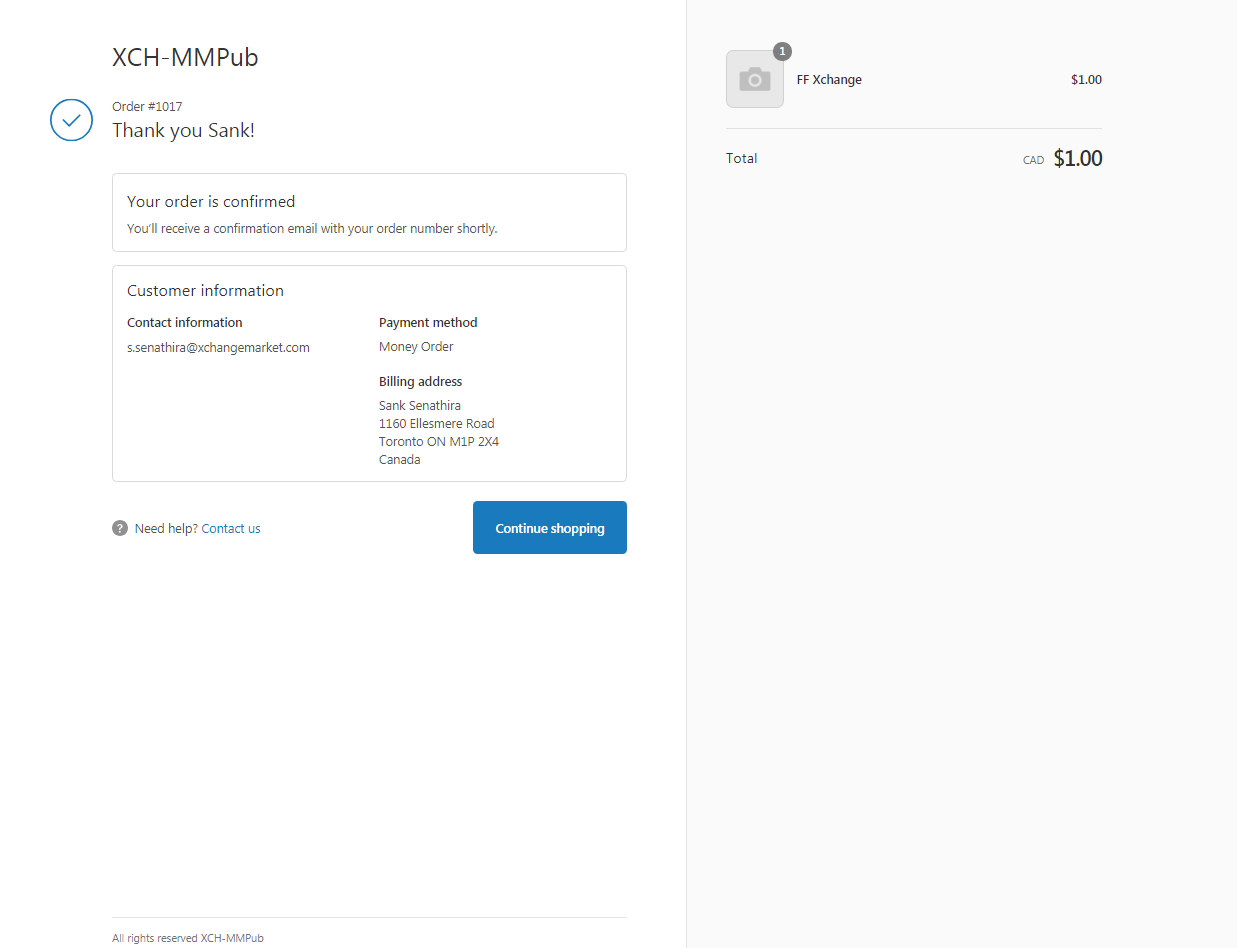 XCH-MMPub
Order #1017
Thank you Sank!
Your order is confirmed
You’ll receive a confirmation email with your order number shortly.
Customer information
Contact information
s.senathira@xchangemarket.com
Payment method
Money Order
Billing address
Sank Senathira
1160 Ellesmere Road
Toronto ON M1P 2X4
Canada
? Need help? Contact us
Continue shopping
All rights reserved XCH-MMPub
1
FF Xchange $1.00
Total CAD $1.00